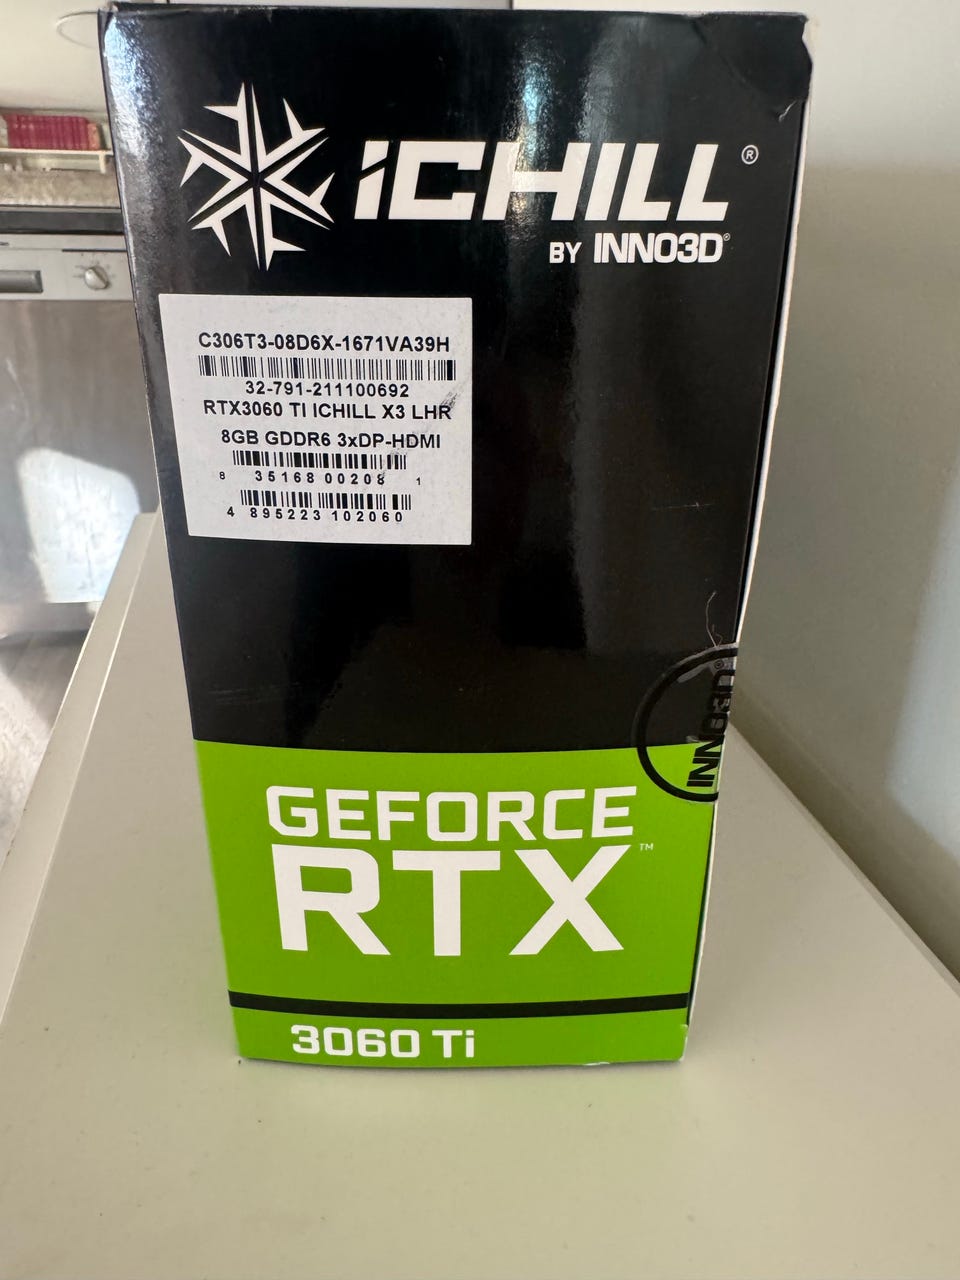 iCHILL®
BY INNO3D®
C306T3-08D6X-1671VA39H
32-791-211100692
RTX3060 TI ICHILL X3 LHR
8GB GDDR6 3xDP-HDMI
8 35168 00208 1
4 895223 102060
INNO3D®
GEFORCE
RTX™
3060 Ti